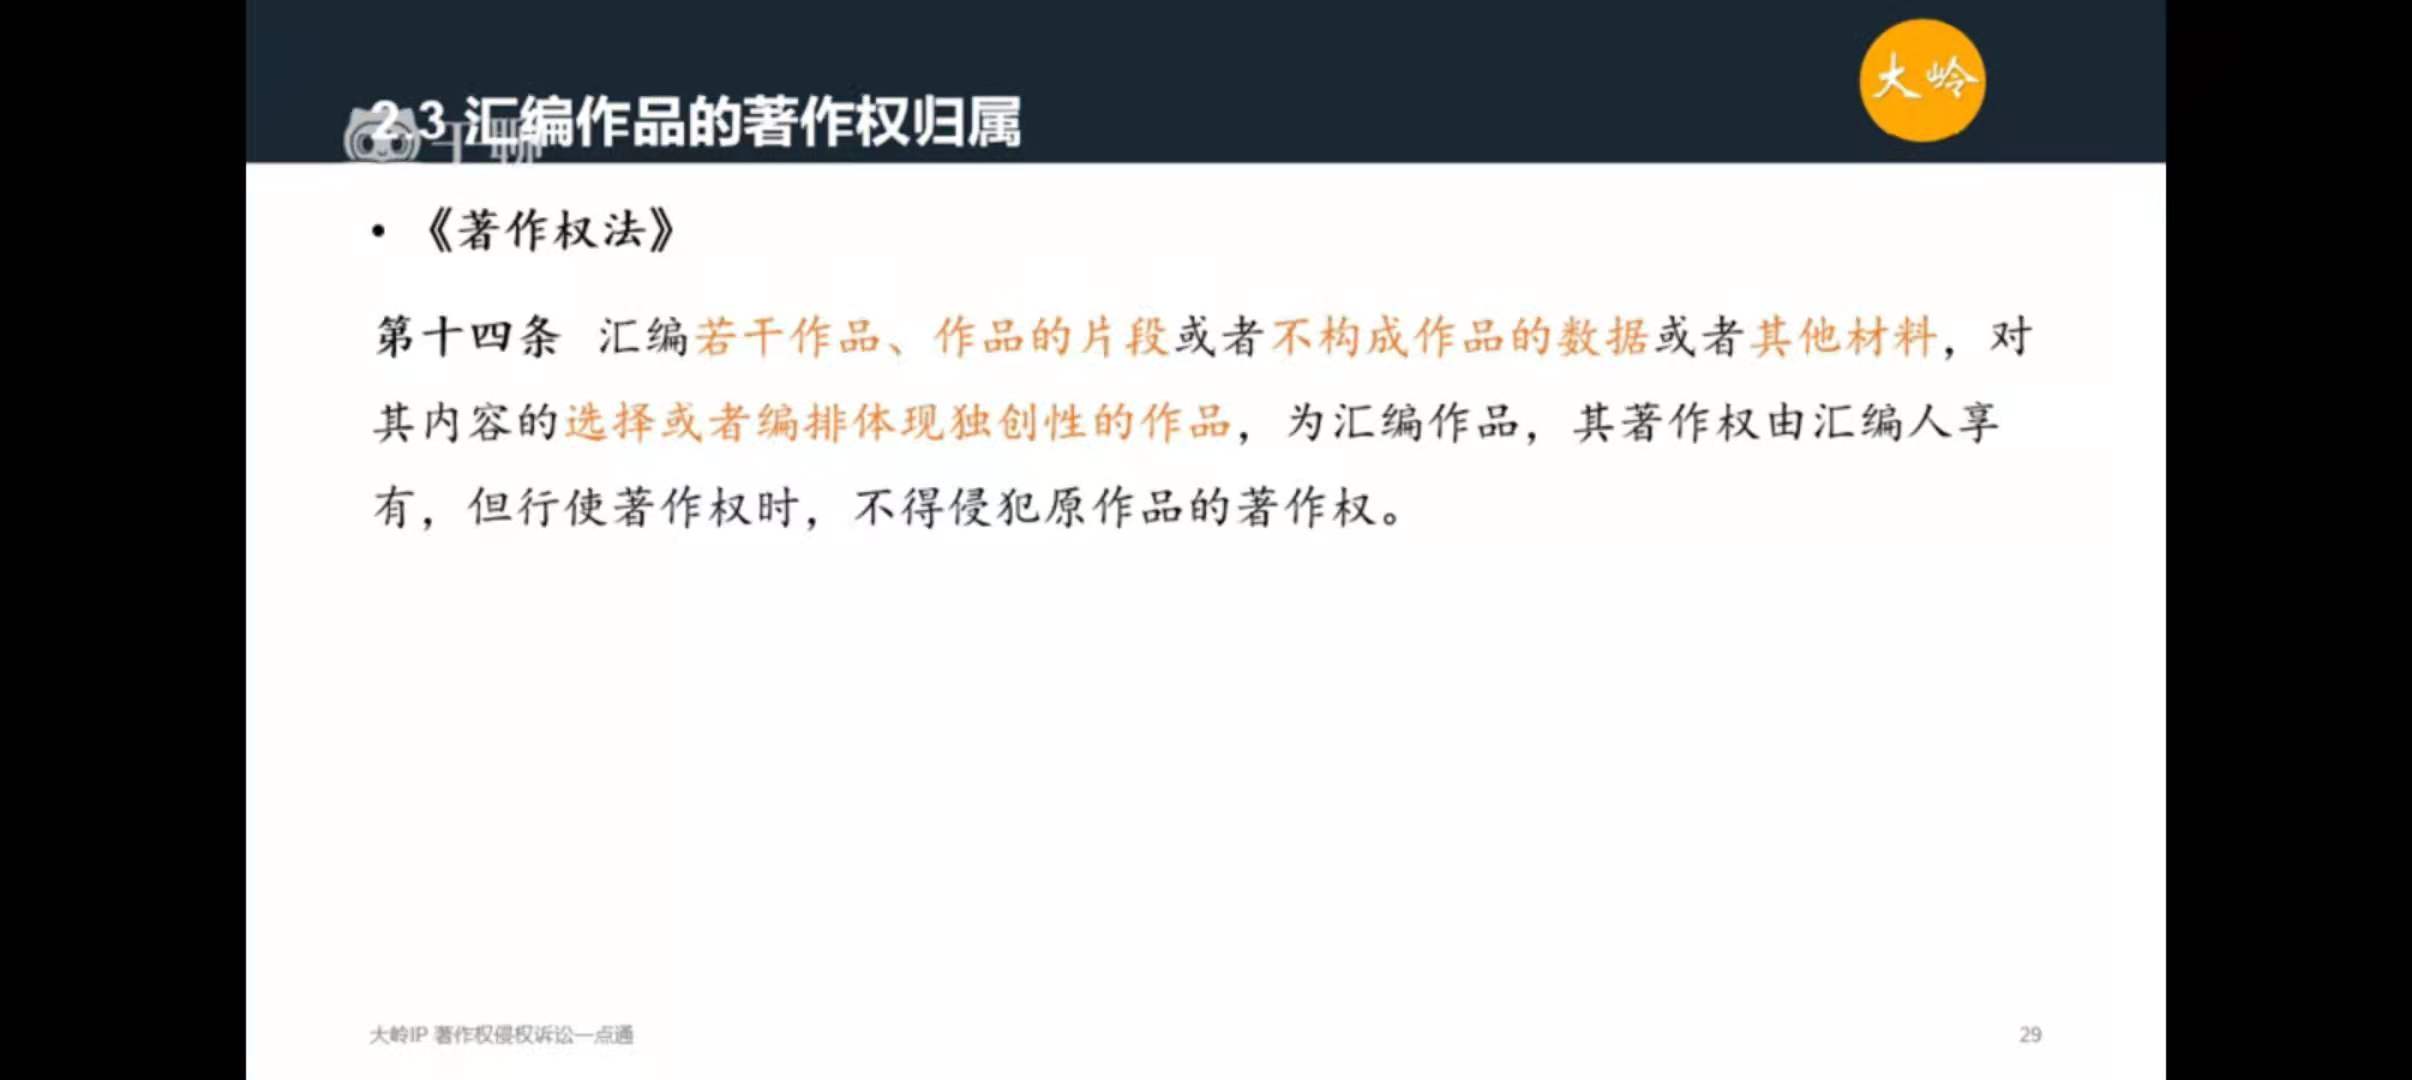 大岭
2.3 汇编作品的著作权归属
千聊
• 《著作权法》
第十四条 汇编若干作品、作品的片段或者不构成作品的数据或者其他材料，对
其内容的选择或者编排体现独创性的作品，为汇编作品，其著作权由汇编人享
有，但行使著作权时，不得侵犯原作品的著作权。
大岭IP 著作权侵权诉讼一点通
29